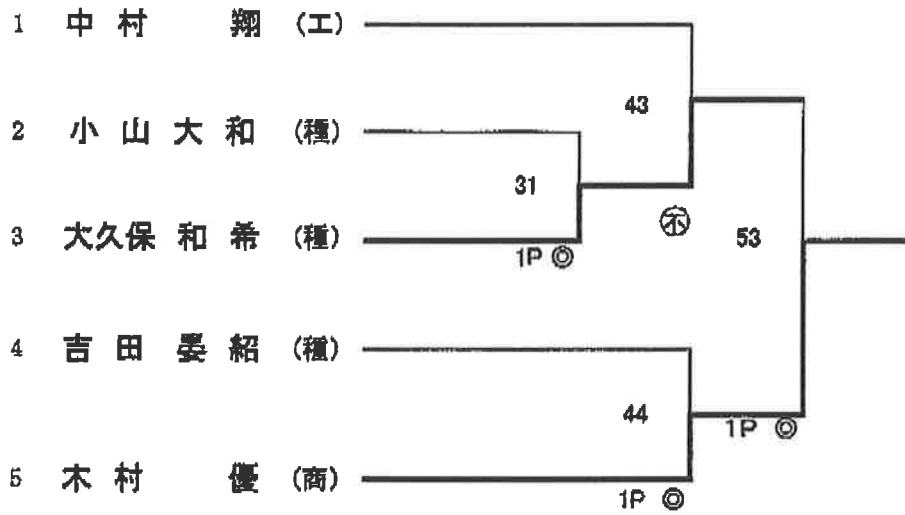 1 中村 翔 (工)
43
2 小山大和 (種)
31
3 大久保和希 (種)
1P ◎
不
53
4 吉田晏紹 (種)
44
1P ◎
5 木村 優 (商)
1P ◎